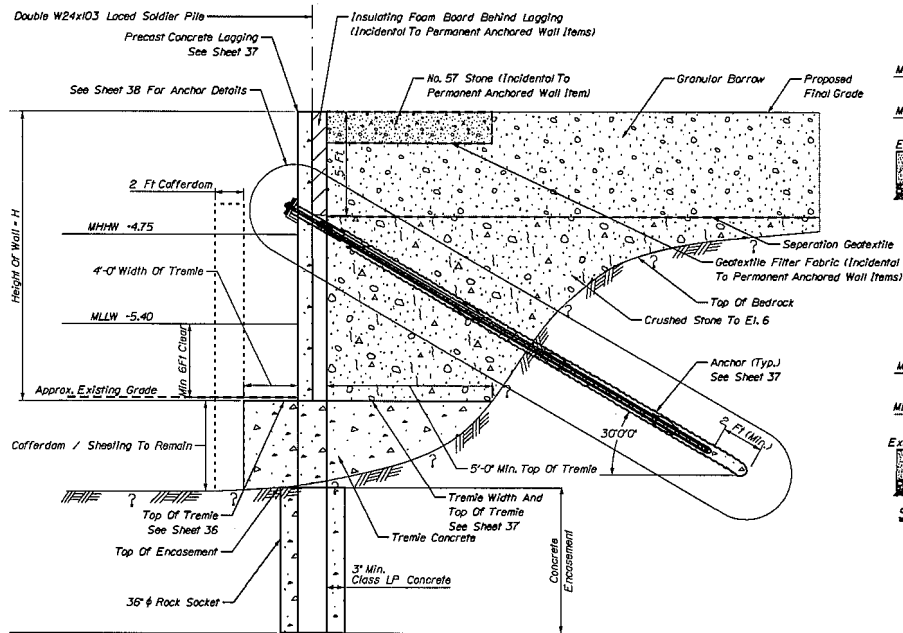 Double W24x103 Laced Soldier Pile
Insulating Foam Board Behind Lagging
(Incidental To Permanent Anchored Wall Items)
Precast Concrete Lagging
See Sheet 37
No. 57 Stone (Incidental To
Permanent Anchored Wall Item)
Granular Borrow
Proposed
Final Grade
See Sheet 38 For Anchor Details
5-Ft
2 Ft Cofferdam
Height Of Wall = H
MHHW -4.75
Seperation Geotextile
Geotextile Filter Fabric (Incidental
To Permanent Anchored Wall Items)
4'-0" Width Of Tremie
Top Of Bedrock
Crushed Stone To El. 6
MLLW -5.40
Min 6Ft Clear
Anchor (Typ.)
See Sheet 37
Approx. Existing Grade
30°0'0"
2 Ft (Min.)
Cofferdam / Sheeting To Remain
5'-0" Min. Top Of Tremie
Top Of Tremie
See Sheet 36
Tremie Width And
Top Of Tremie
See Sheet 37
Top Of Encasement
Tremie Concrete
Concrete
Encasement
3" Min.
Class LP Concrete
36" ϕ Rock Socket